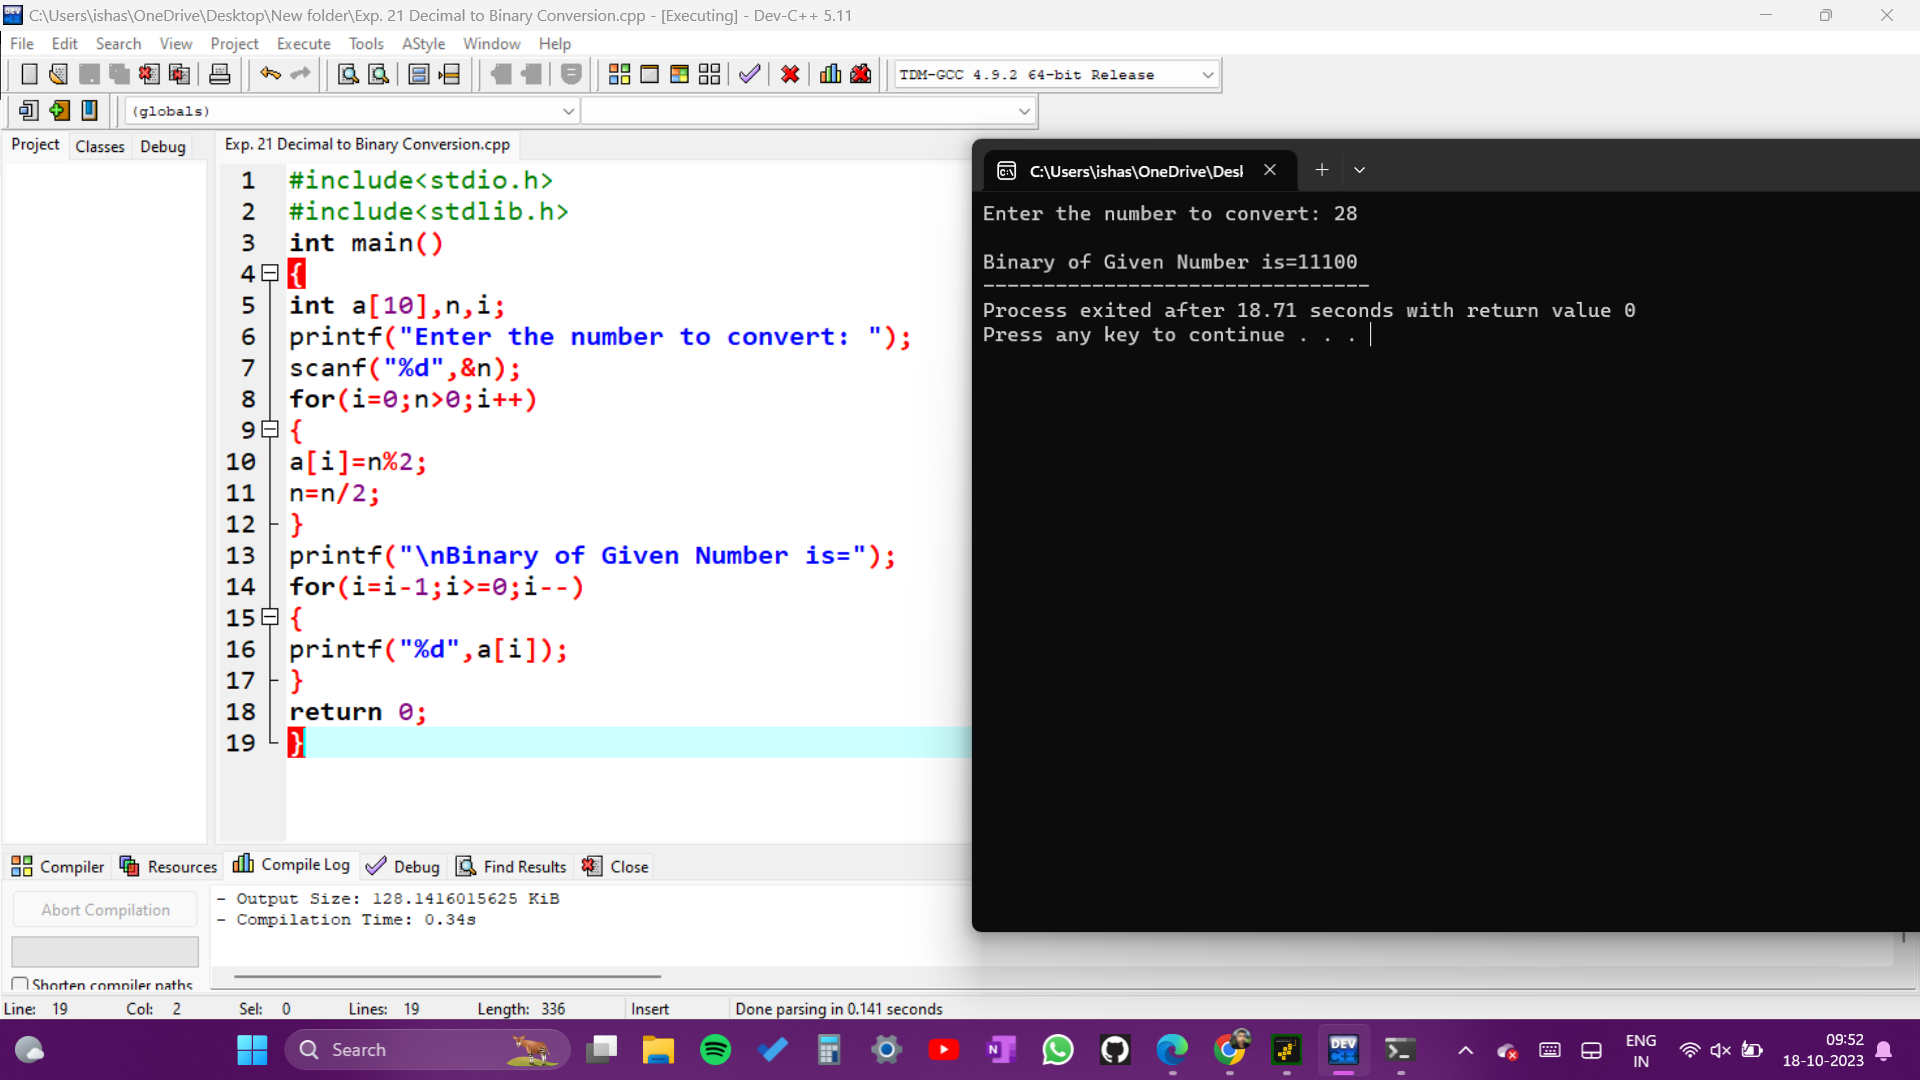 C:\Users\ishas\OneDrive\Desktop\New folder\Exp. 21 Decimal to Binary Conversion.cpp - [Executing] - Dev-C++ 5.11
File Edit Search View Project Execute Tools AStyle Window Help
TDM-GCC 4.9.2 64-bit Release
(globals)
Project Classes Debug
Exp. 21 Decimal to Binary Conversion.cpp
1 #include<stdio.h>
2 #include<stdlib.h>
3 int main()
4 {
5 int a[10],n,i;
6 printf("Enter the number to convert: ");
7 scanf("%d",&n);
8 for(i=0;n>0;i++)
9 {
10 a[i]=n%2;
11 n=n/2;
12 }
13 printf("\nBinary of Given Number is=");
14 for(i=i-1;i>=0;i--)
15 {
16 printf("%d",a[i]);
17 }
18 return 0;
19 }
C:\Users\ishas\OneDrive\Desl
Enter the number to convert: 28
Binary of Given Number is=11100
--------------------------------
Process exited after 18.71 seconds with return value 0
Press any key to continue . . .
Compiler Resources Compile Log Debug Find Results Close
Abort Compilation
Shorten compiler paths
- Output Size: 128.1416015625 KiB
- Compilation Time: 0.34s
Line: 19 Col: 2 Sel: 0 Lines: 19 Length: 336 Insert Done parsing in 0.141 seconds
Search
DEV C++
ENG
IN
09:52
18-10-2023